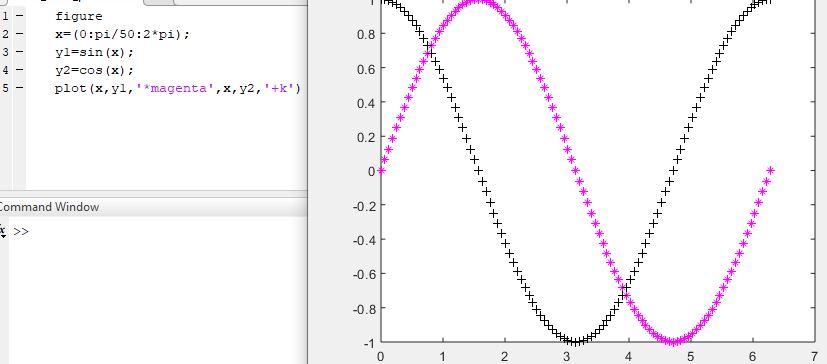 1 — figure
2 — x=(0:pi/50:2*pi);
3 — y1=sin(x);
4 — y2=cos(x);
5 — plot(x,y1,'*magenta',x,y2,'+k')
Command Window
>>
0.8
0.6
0.4
0.2
0
-0.2
-0.4
-0.6
-0.8
-1
0 1 2 3 4 5 6 7